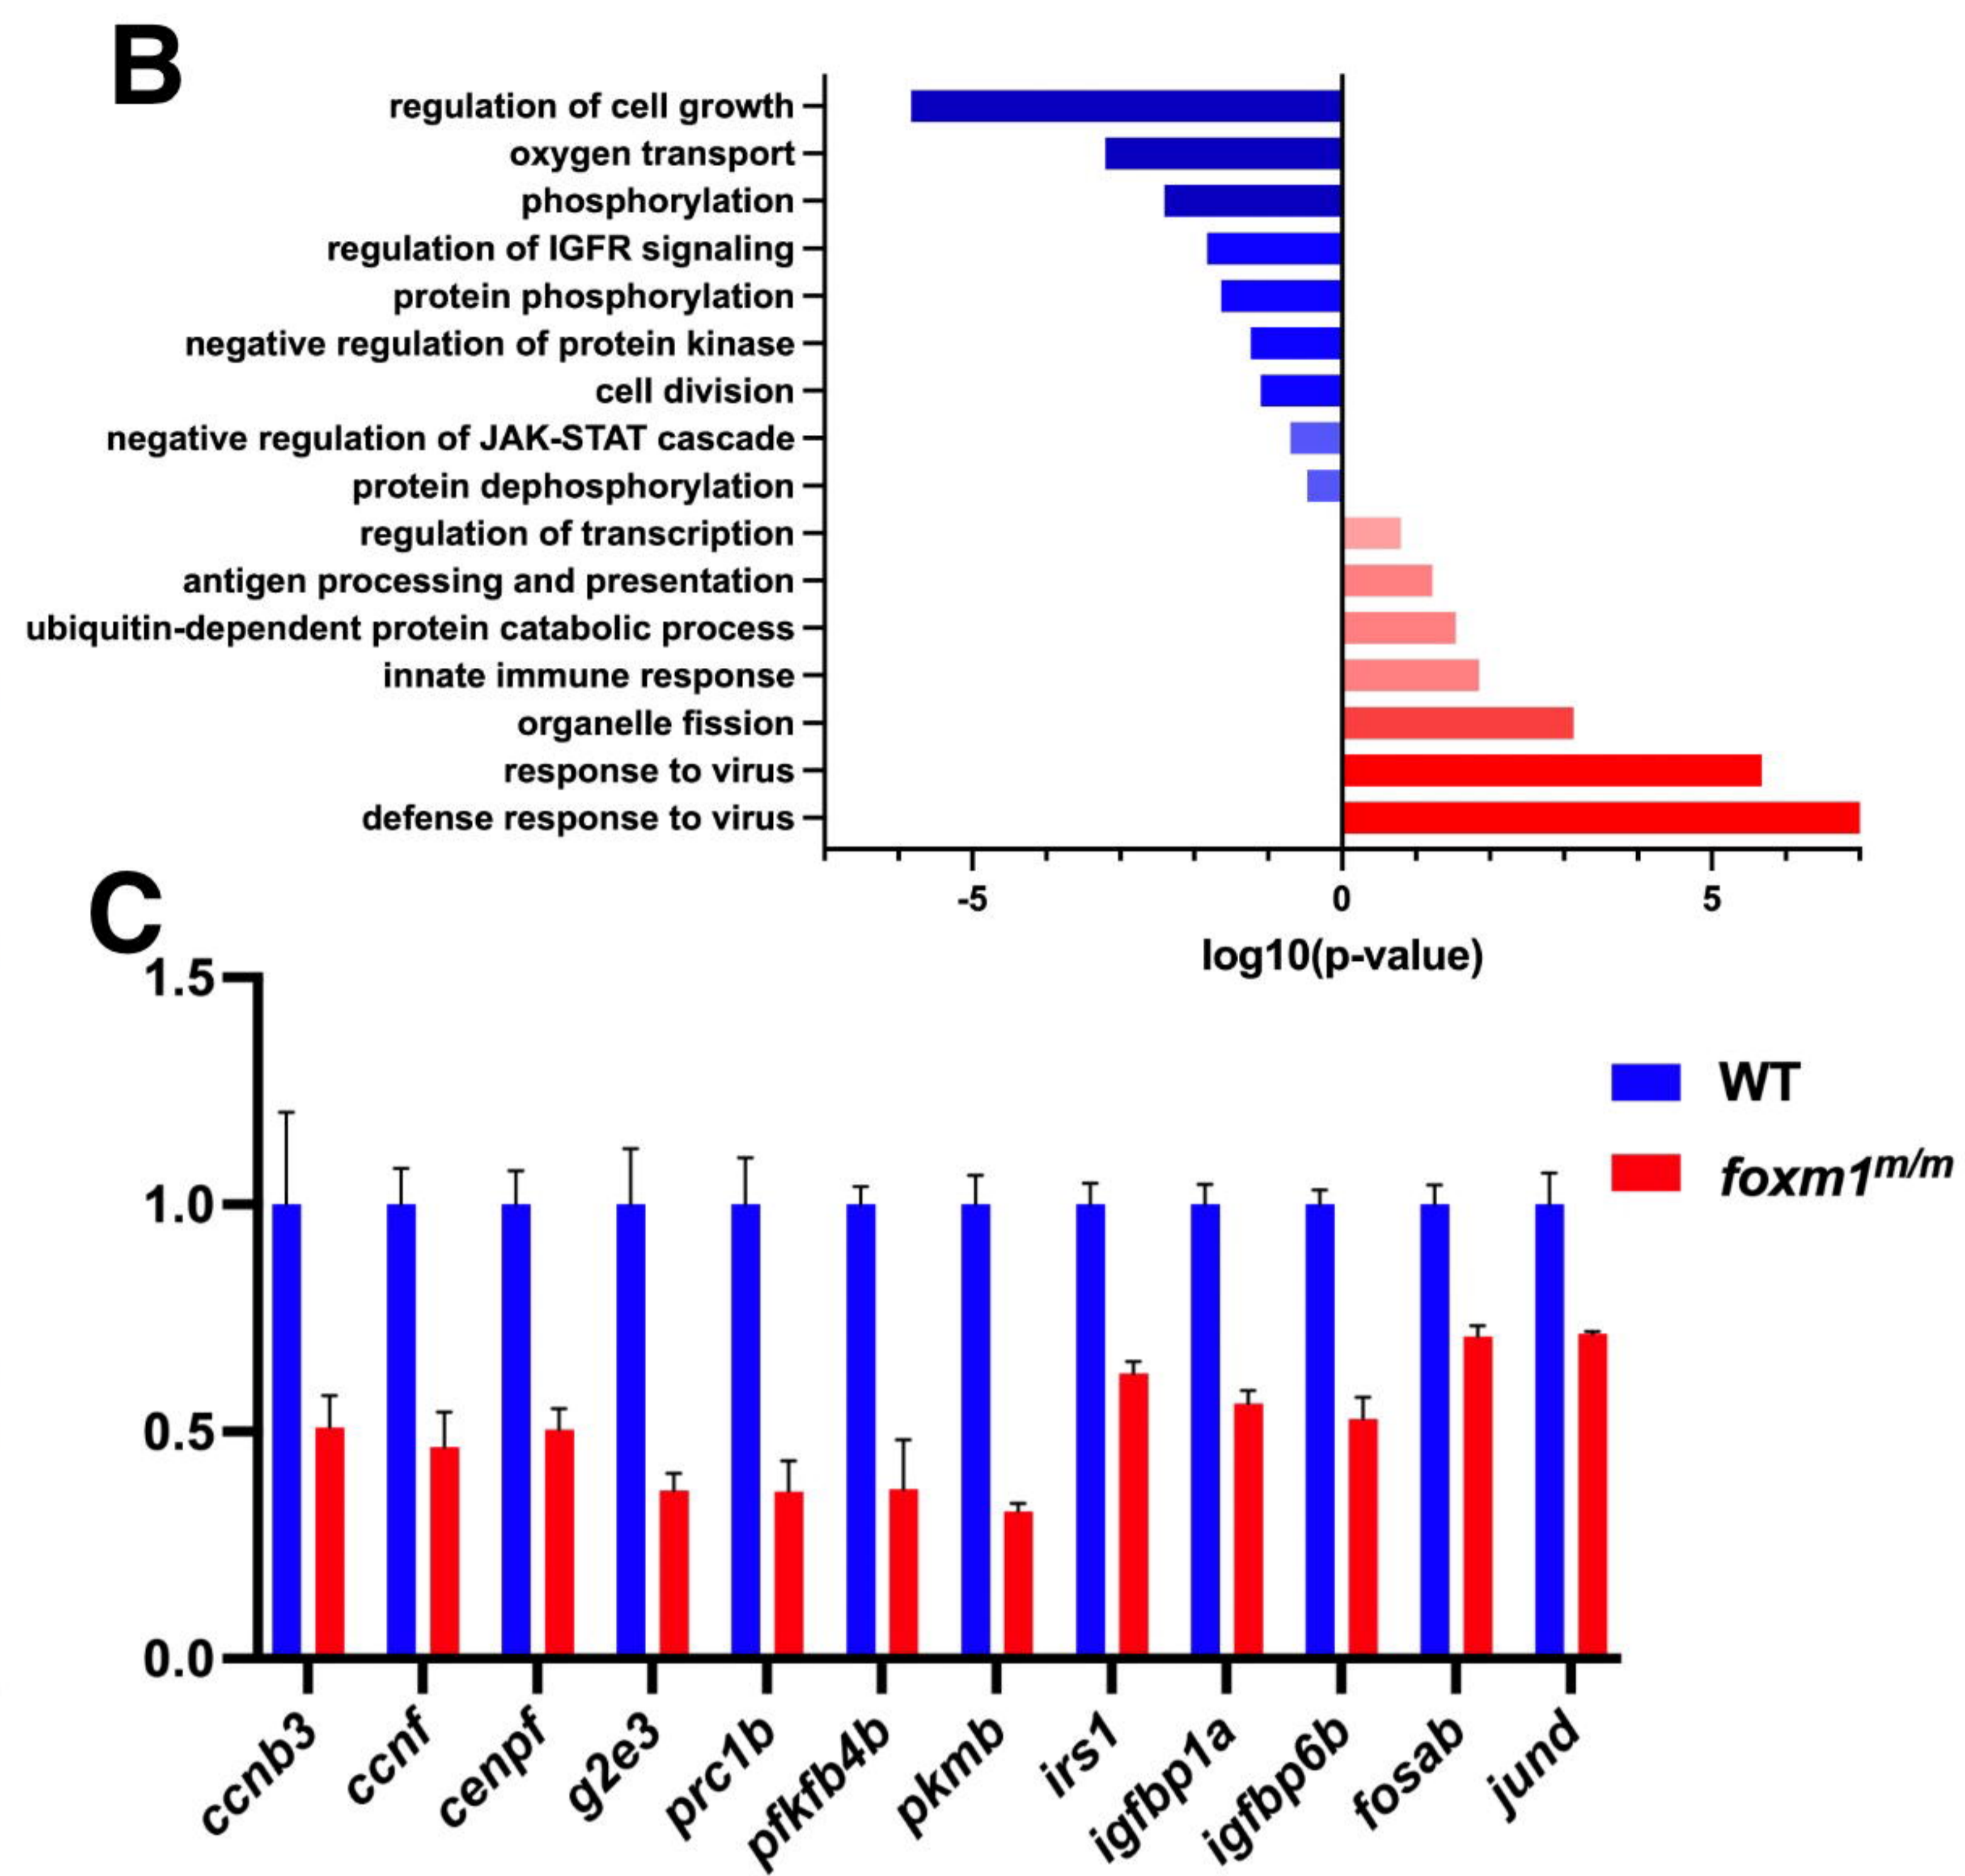 B
regulation of cell growth
oxygen transport
phosphorylation
regulation of IGFR signaling
protein phosphorylation
negative regulation of protein kinase
cell division
negative regulation of JAK-STAT cascade
protein dephosphorylation
regulation of transcription
antigen processing and presentation
ubiquitin-dependent protein catabolic process
innate immune response
organelle fission
response to virus
defense response to virus
-5 0 5
log10(p-value)
C
1.5
1.0
0.5
0.0
WT
foxm1m/m
ccnb3 ccnf cenpf g2e3 prc1b pfkfb4b pkmb irs1 igfbp1a igfbp6b fosab jund